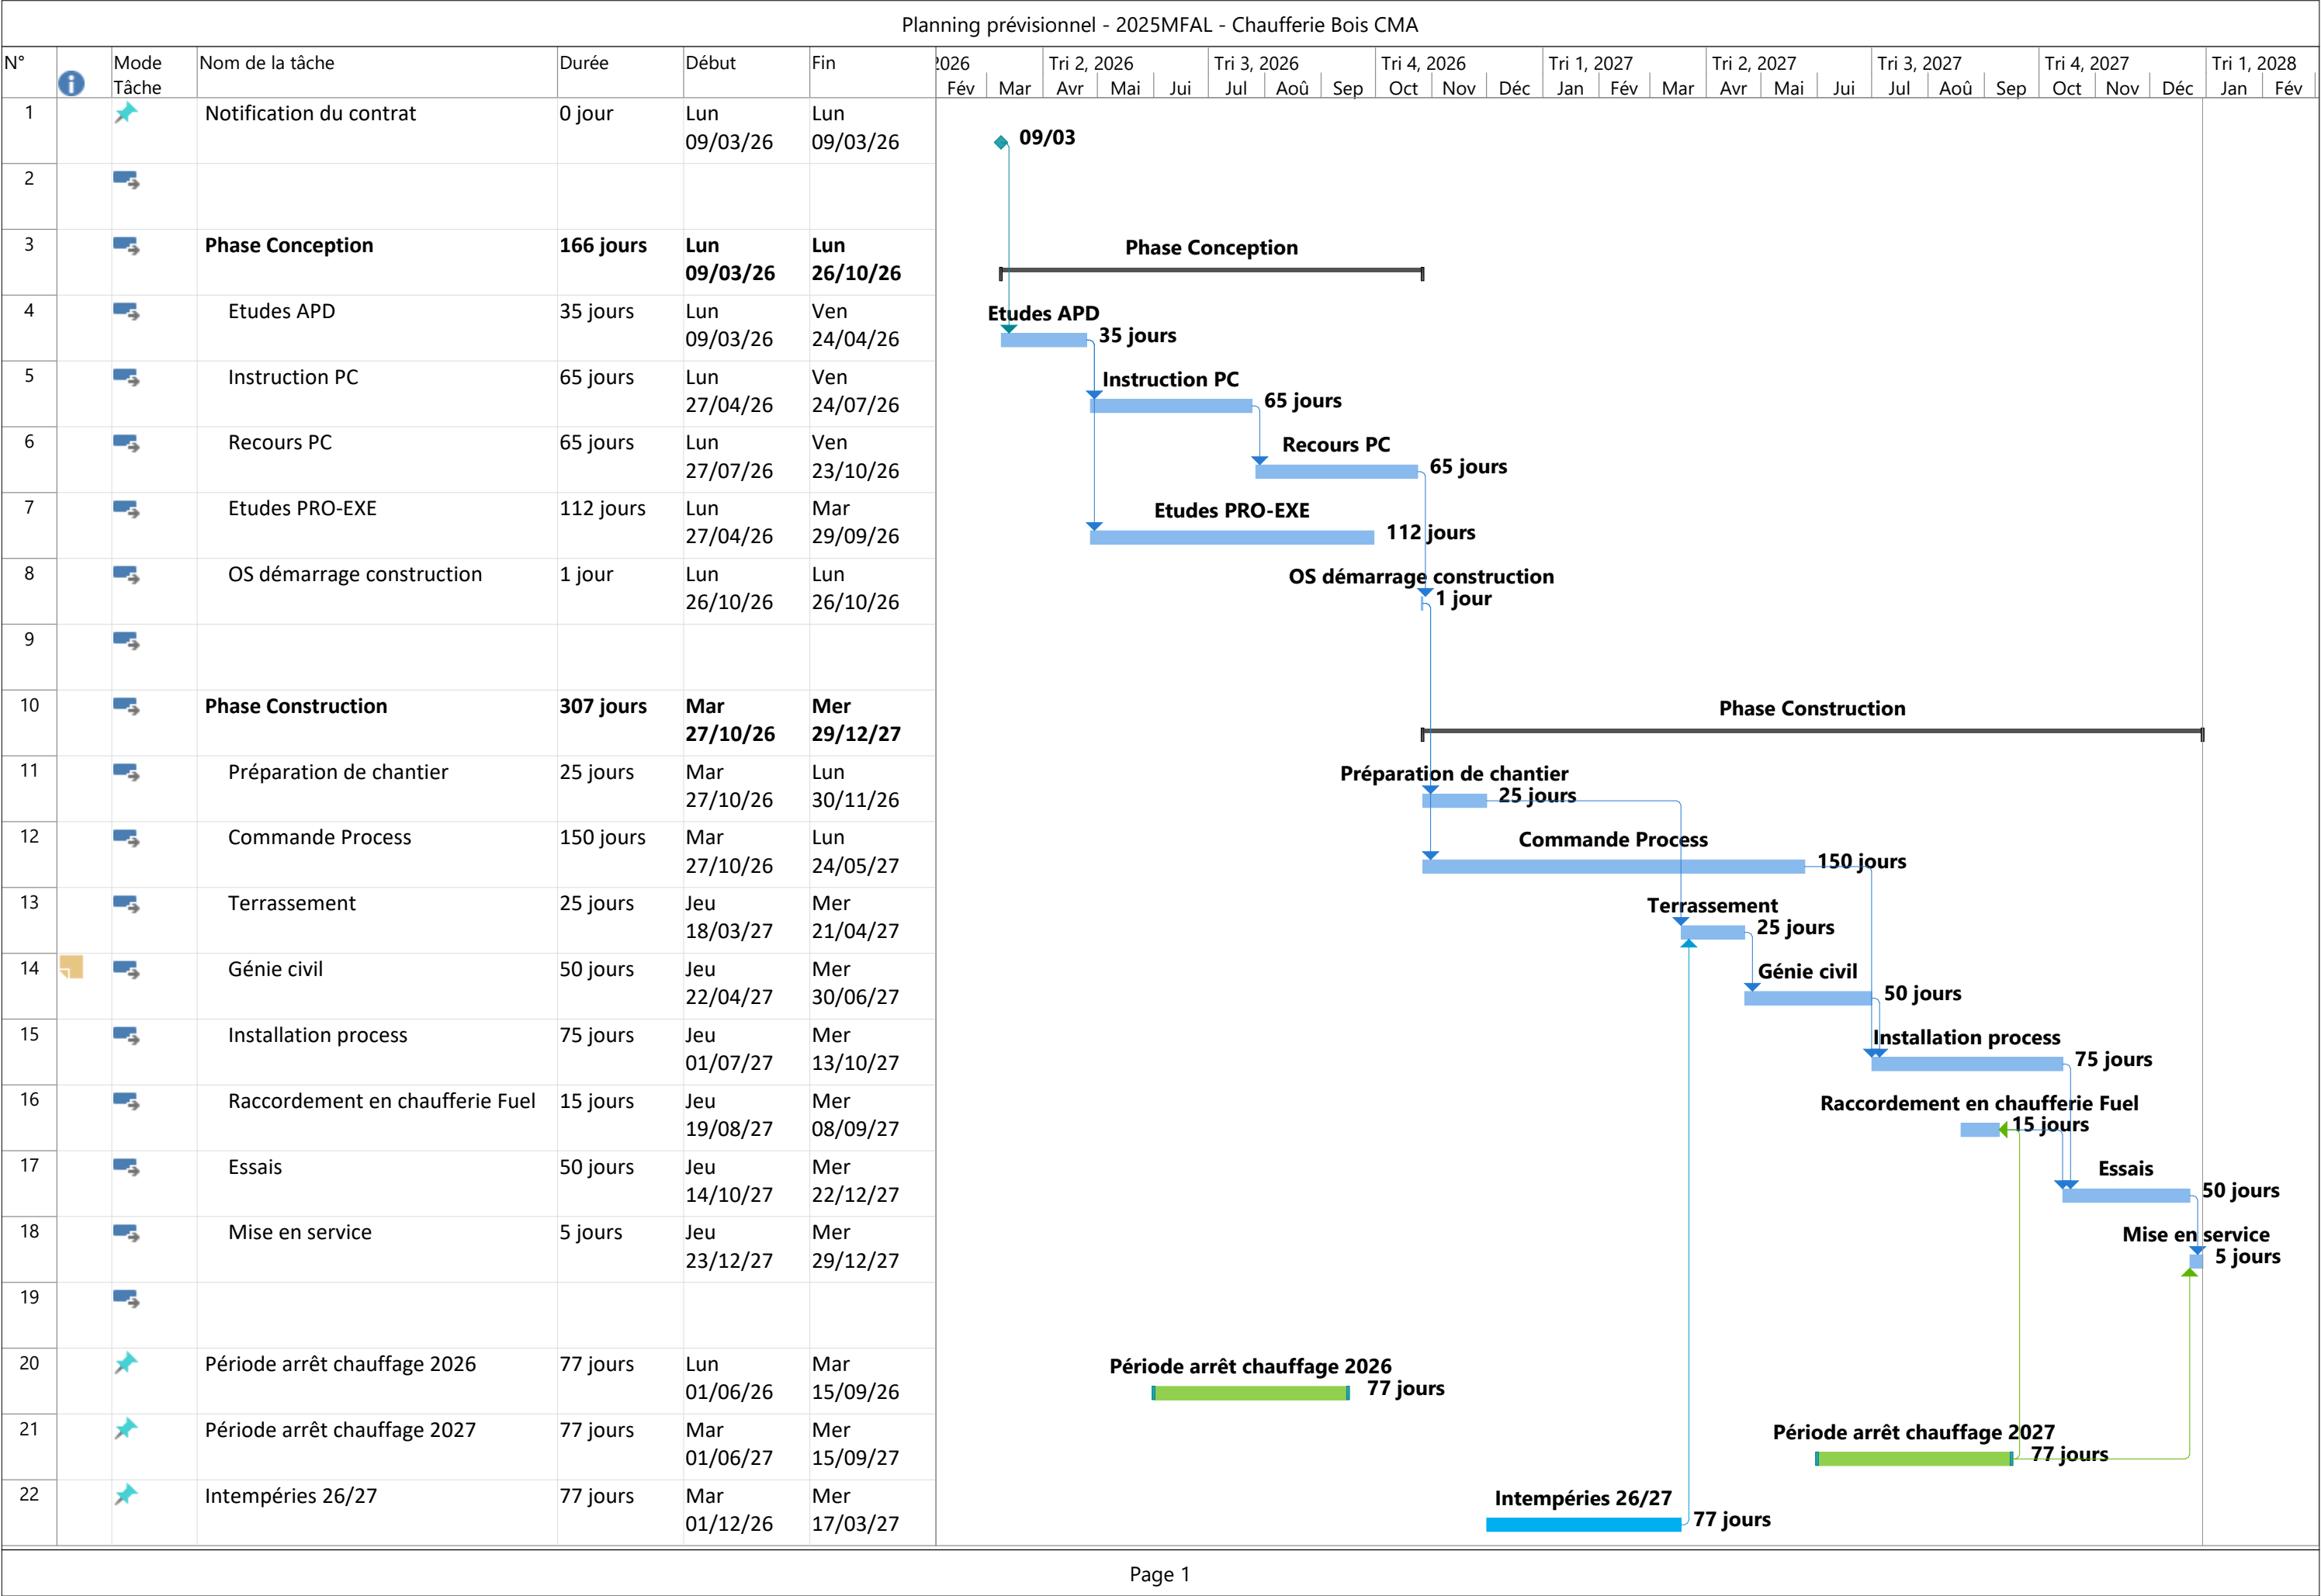 Planning prévisionnel - 2025MFAL - Chaufferie Bois CMA
N° Mode Tâche Nom de la tâche Durée Début Fin
2026 Tri 2, 2026 Tri 3, 2026 Tri 4, 2026 Tri 1, 2027 Tri 2, 2027 Tri 3, 2027 Tri 4, 2027 Tri 1, 2028
Fév Mar Avr Mai Jui Jul Aoû Sep Oct Nov Déc Jan Fév Mar Avr Mai Jui Jul Aoû Sep Oct Nov Déc Jan Fév
1 Notification du contrat 0 jour Lun 09/03/26 Lun 09/03/26
09/03
2
3 Phase Conception 166 jours Lun 09/03/26 Lun 26/10/26
Phase Conception
4 Etudes APD 35 jours Lun 09/03/26 Ven 24/04/26
Etudes APD
35 jours
5 Instruction PC 65 jours Lun 27/04/26 Ven 24/07/26
Instruction PC
65 jours
6 Recours PC 65 jours Lun 27/07/26 Ven 23/10/26
Recours PC
65 jours
7 Etudes PRO-EXE 112 jours Lun 27/04/26 Mar 29/09/26
Etudes PRO-EXE
112 jours
8 OS démarrage construction 1 jour Lun 26/10/26 Lun 26/10/26
OS démarrage construction
1 jour
9
10 Phase Construction 307 jours Mar 27/10/26 Mer 29/12/27
Phase Construction
11 Préparation de chantier 25 jours Mar 27/10/26 Lun 30/11/26
Préparation de chantier
25 jours
12 Commande Process 150 jours Mar 27/10/26 Lun 24/05/27
Commande Process
150 jours
13 Terrassement 25 jours Jeu 18/03/27 Mer 21/04/27
Terrassement
25 jours
14 Génie civil 50 jours Jeu 22/04/27 Mer 30/06/27
Génie civil
50 jours
15 Installation process 75 jours Jeu 01/07/27 Mer 13/10/27
Installation process
75 jours
16 Raccordement en chaufferie Fuel 15 jours Jeu 19/08/27 Mer 08/09/27
Raccordement en chaufferie Fuel
15 jours
17 Essais 50 jours Jeu 14/10/27 Mer 22/12/27
Essais
50 jours
18 Mise en service 5 jours Jeu 23/12/27 Mer 29/12/27
Mise en service
5 jours
19
20 Période arrêt chauffage 2026 77 jours Lun 01/06/26 Mar 15/09/26
Période arrêt chauffage 2026
77 jours
21 Période arrêt chauffage 2027 77 jours Mar 01/06/27 Mer 15/09/27
Période arrêt chauffage 2027
77 jours
22 Intempéries 26/27 77 jours Mar 01/12/26 Mer 17/03/27
Intempéries 26/27
77 jours
Page 1